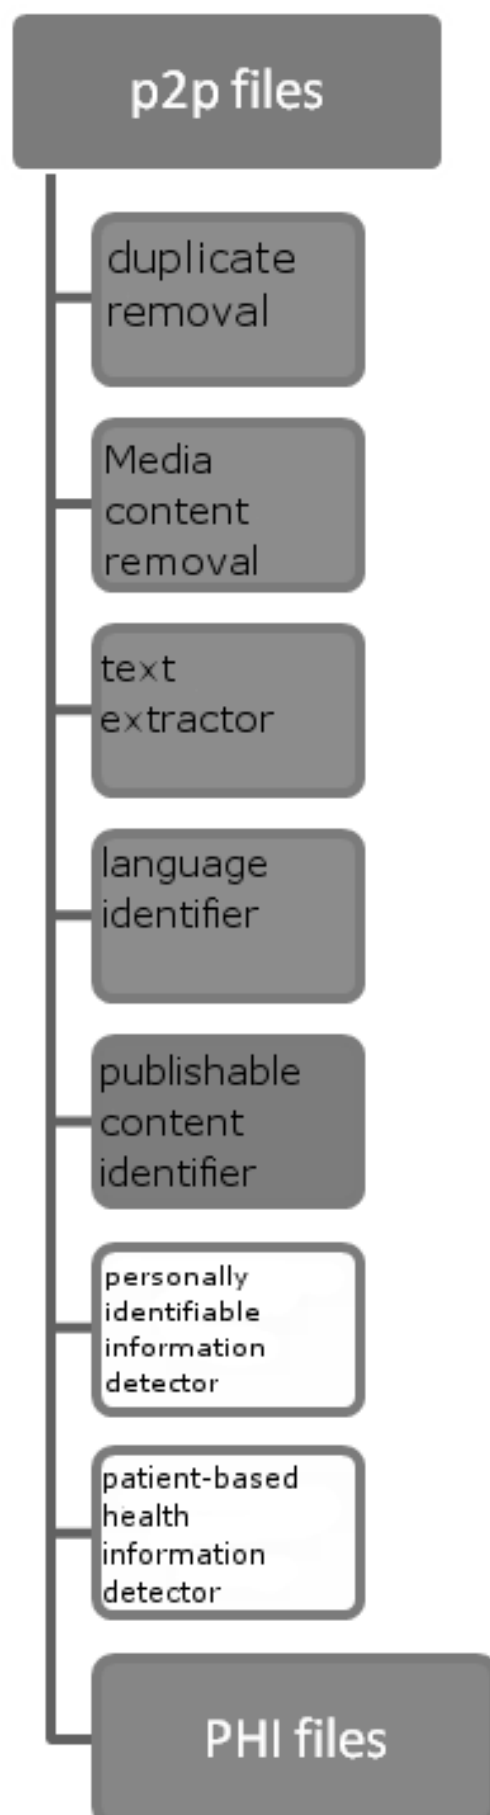 p2p files
duplicate
removal
Media
content
removal
text
extractor
language
identifier
publishable
content
identifier
personally
identifiable
information
detector
patient-based
health
information
detector
PHI files